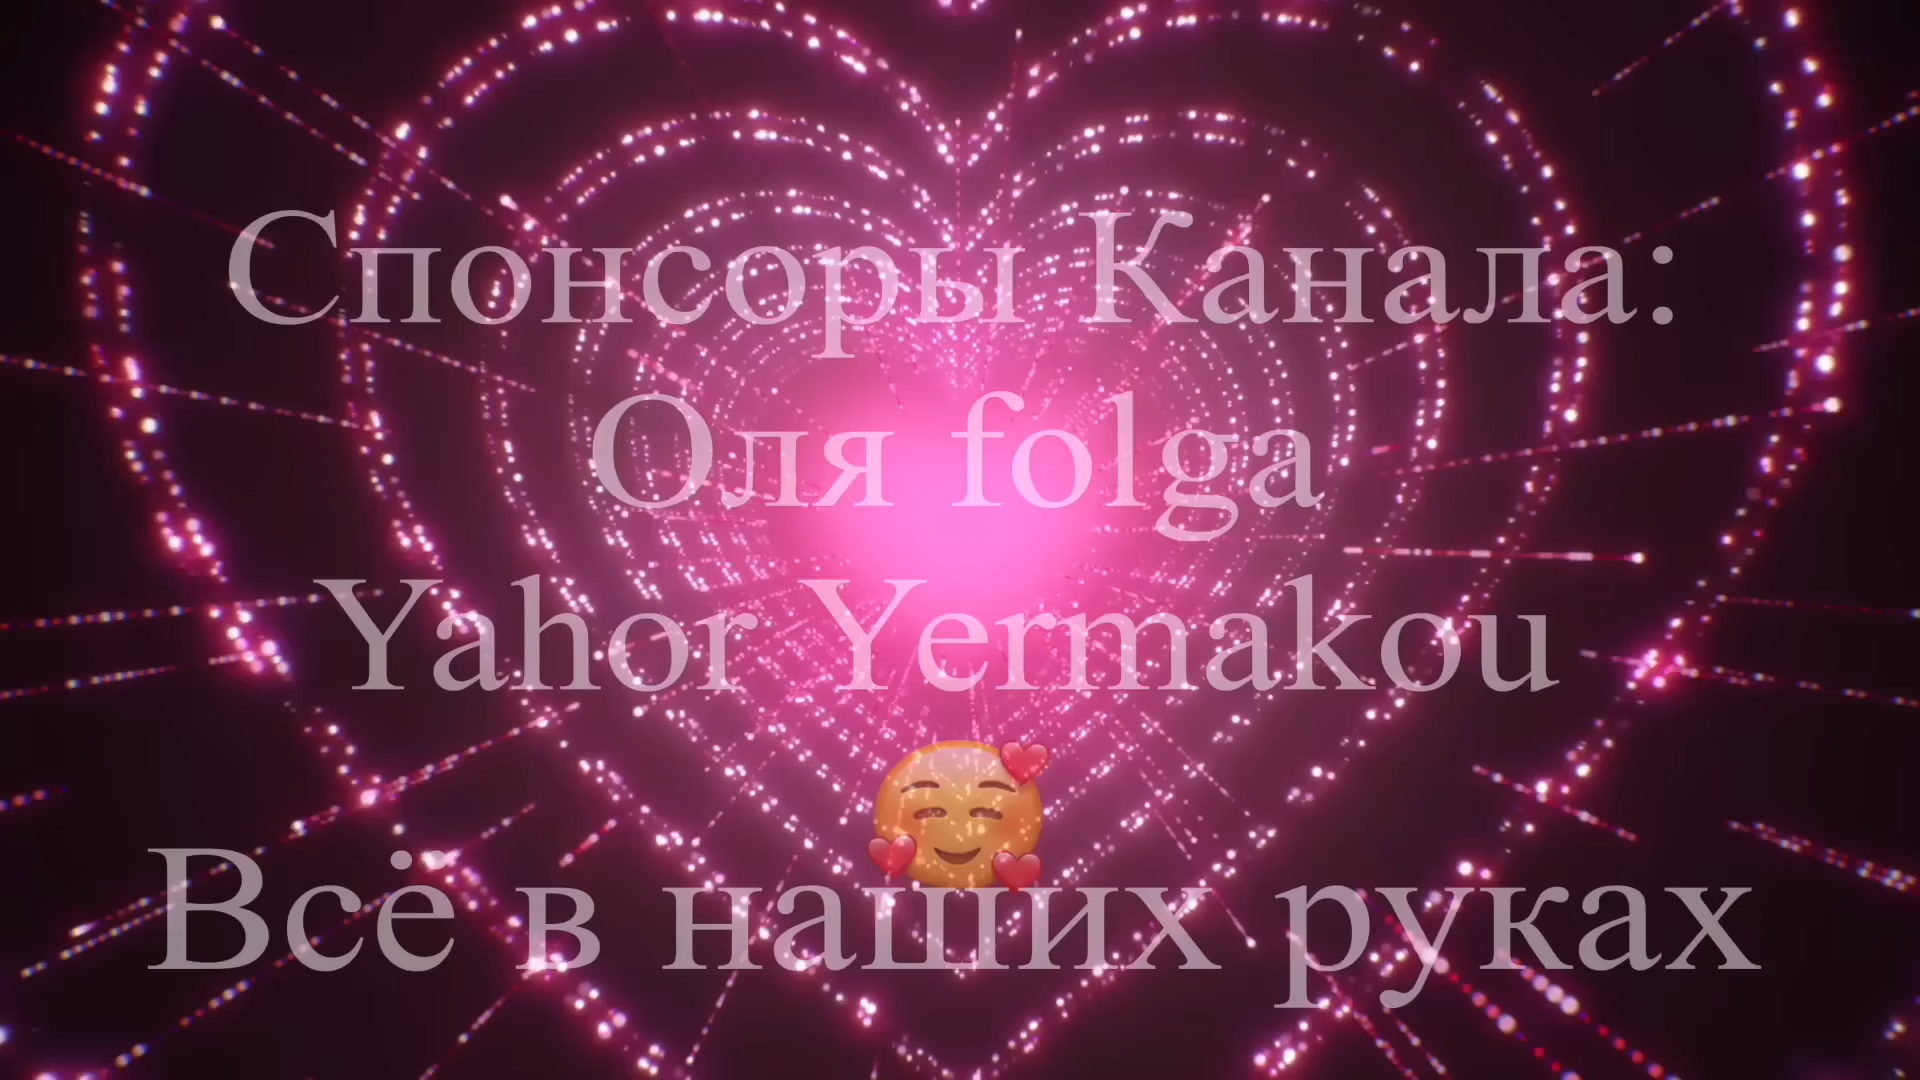 Спонсоры Канала:
Оля folga
Yahor Yermakou
Всё в наших руках